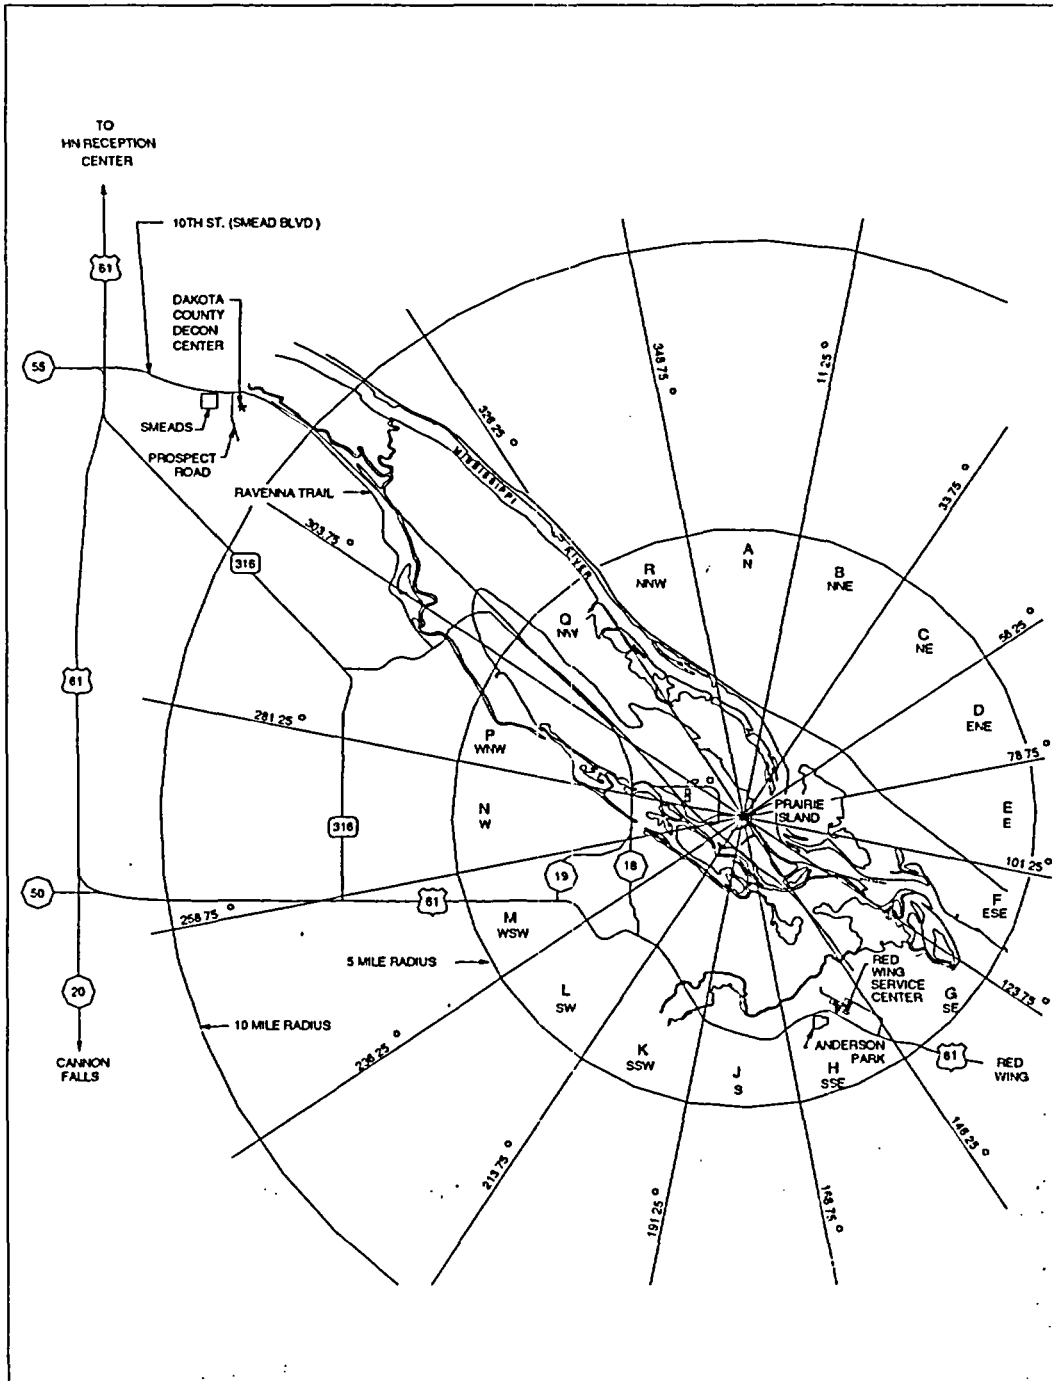 TO
HN RECEPTION
CENTER
10TH ST. (SMEAD BLVD)
61
DAKOTA
COUNTY
DECON
CENTER
55
SMEADS
PROSPECT
ROAD
RAVENNA TRAIL
MISSISSIPPI
RIVER
348.75°
11.25°
326.25°
33.75°
303.75°
316
A
N
R
NNW
B
NNE
Q
NW
C
NE
56.25°
61
281.25°
P
WNW
D
ENE
78.75°
N
W
PRAIRIE
ISLAND
E
E
316
18
19
101.25°
50
61
258.75°
M
WSW
F
ESE
5 MILE RADIUS
RED
WING
SERVICE
CENTER
20
L
SW
G
SE
123.75°
10 MILE RADIUS
236.25°
K
SSW
ANDERSON
PARK
61
RED
WING
CANNON
FALLS
J
S
H
SSE
146.25°
213.75°
191.25°
168.75°